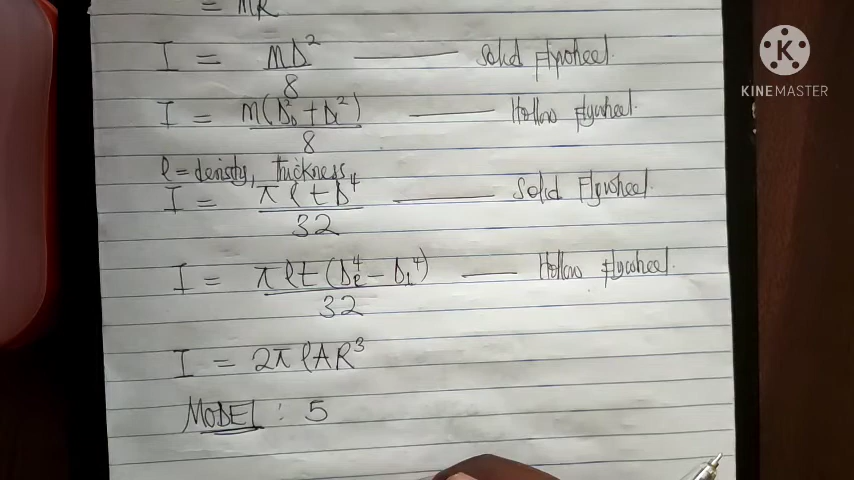 = mR
I = mD²/8 —— Solid flywheel.
KINEMASTER
I = m(D₀²+Dᵢ²)/8 —— Hollow flywheel.
ρ = density, thickness,
I = πρtD⁴/32 —— Solid Flywheel.
I = πρt(D₀⁴ − Dᵢ⁴)/32 —— Hollow flywheel.
I = 2πρAR³
MODEL : 5